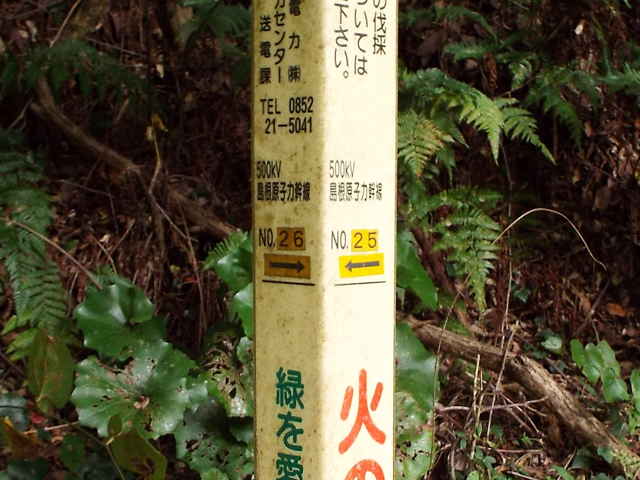 電力㈱
センター
送電課
TEL 0852
21-5041
500kV
島根原子力幹線
NO. 26
→
緑を愛
の伐採
ついては
下さい。
500kV
島根原子力幹線
NO. 25
←
火の